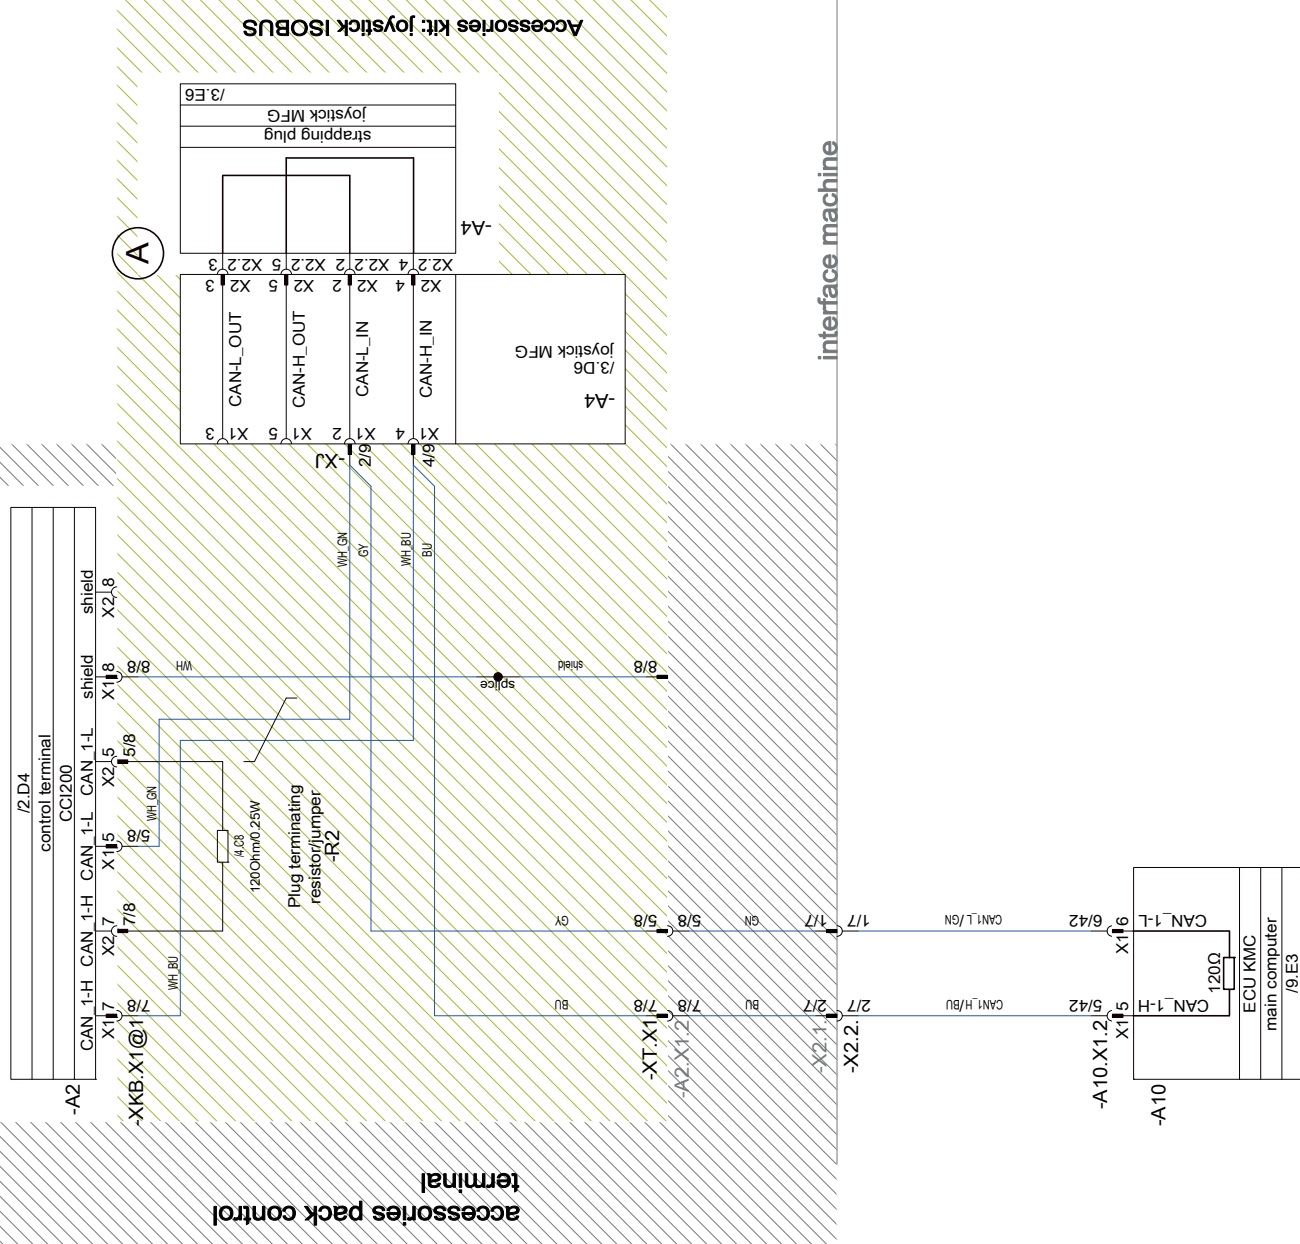 Accessories kit: joystick ISOBUS
/3.E6
joystick MFG
strapping plug
-A4
A
3 X2.2
5 X2.2
2 X2.2
4 X2.2
3 X2
5 X2
2 X2
4 X2
CAN-L_OUT
CAN-H_OUT
CAN-L_IN
CAN-H_IN
joystick MFG
/3.D6
-A4
3 X1
5 X1
2 X1
4 X1
-XJ
2/9
4/9
interface machine
WH_GN
GY
WH_BU
BU
/2.D4
control terminal
CCI200
-A2
shield
X2 8
shield
X1 8
8/8
WH
splice
shield
8/8
CAN_1-L
X2 5
5/8
CAN_1-L
X1 5
5/8
WH_GN
CAN_1-H
X2 7
7/8
CAN_1-H
X1 7
7/8
WH_BU
-XKB.X1@1
/4.C8
120Ohm/0.25W
Plug terminating
resistor/jumper
-R2
GY
5/8
5/8
GN
1/7
1/7
CAN1_L/GN
6/42
X1 6
CAN_1-L
BU
7/8
7/8
BU
2/7
2/7
CAN1_H/BU
5/42
X1 5
CAN_1-H
120Ω
ECU KMC
main computer
/9.E3
-XT.X1
-A2.X1.2
-X2.1.
-X2.2.
-A10.X1.2
-A10
accessories pack control
terminal